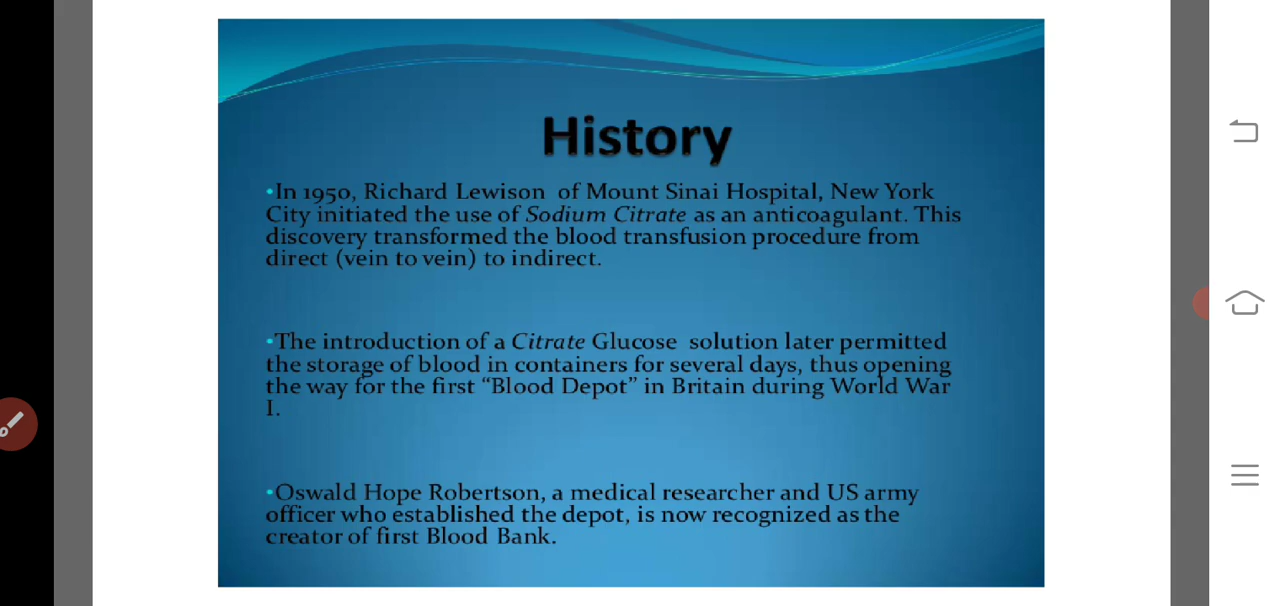 History
•In 1950, Richard Lewison of Mount Sinai Hospital, New York
City initiated the use of Sodium Citrate as an anticoagulant. This
discovery transformed the blood transfusion procedure from
direct (vein to vein) to indirect.
•The introduction of a Citrate Glucose solution later permitted
the storage of blood in containers for several days, thus opening
the way for the first “Blood Depot” in Britain during World War
I.
•Oswald Hope Robertson, a medical researcher and US army
officer who established the depot, is now recognized as the
creator of first Blood Bank.